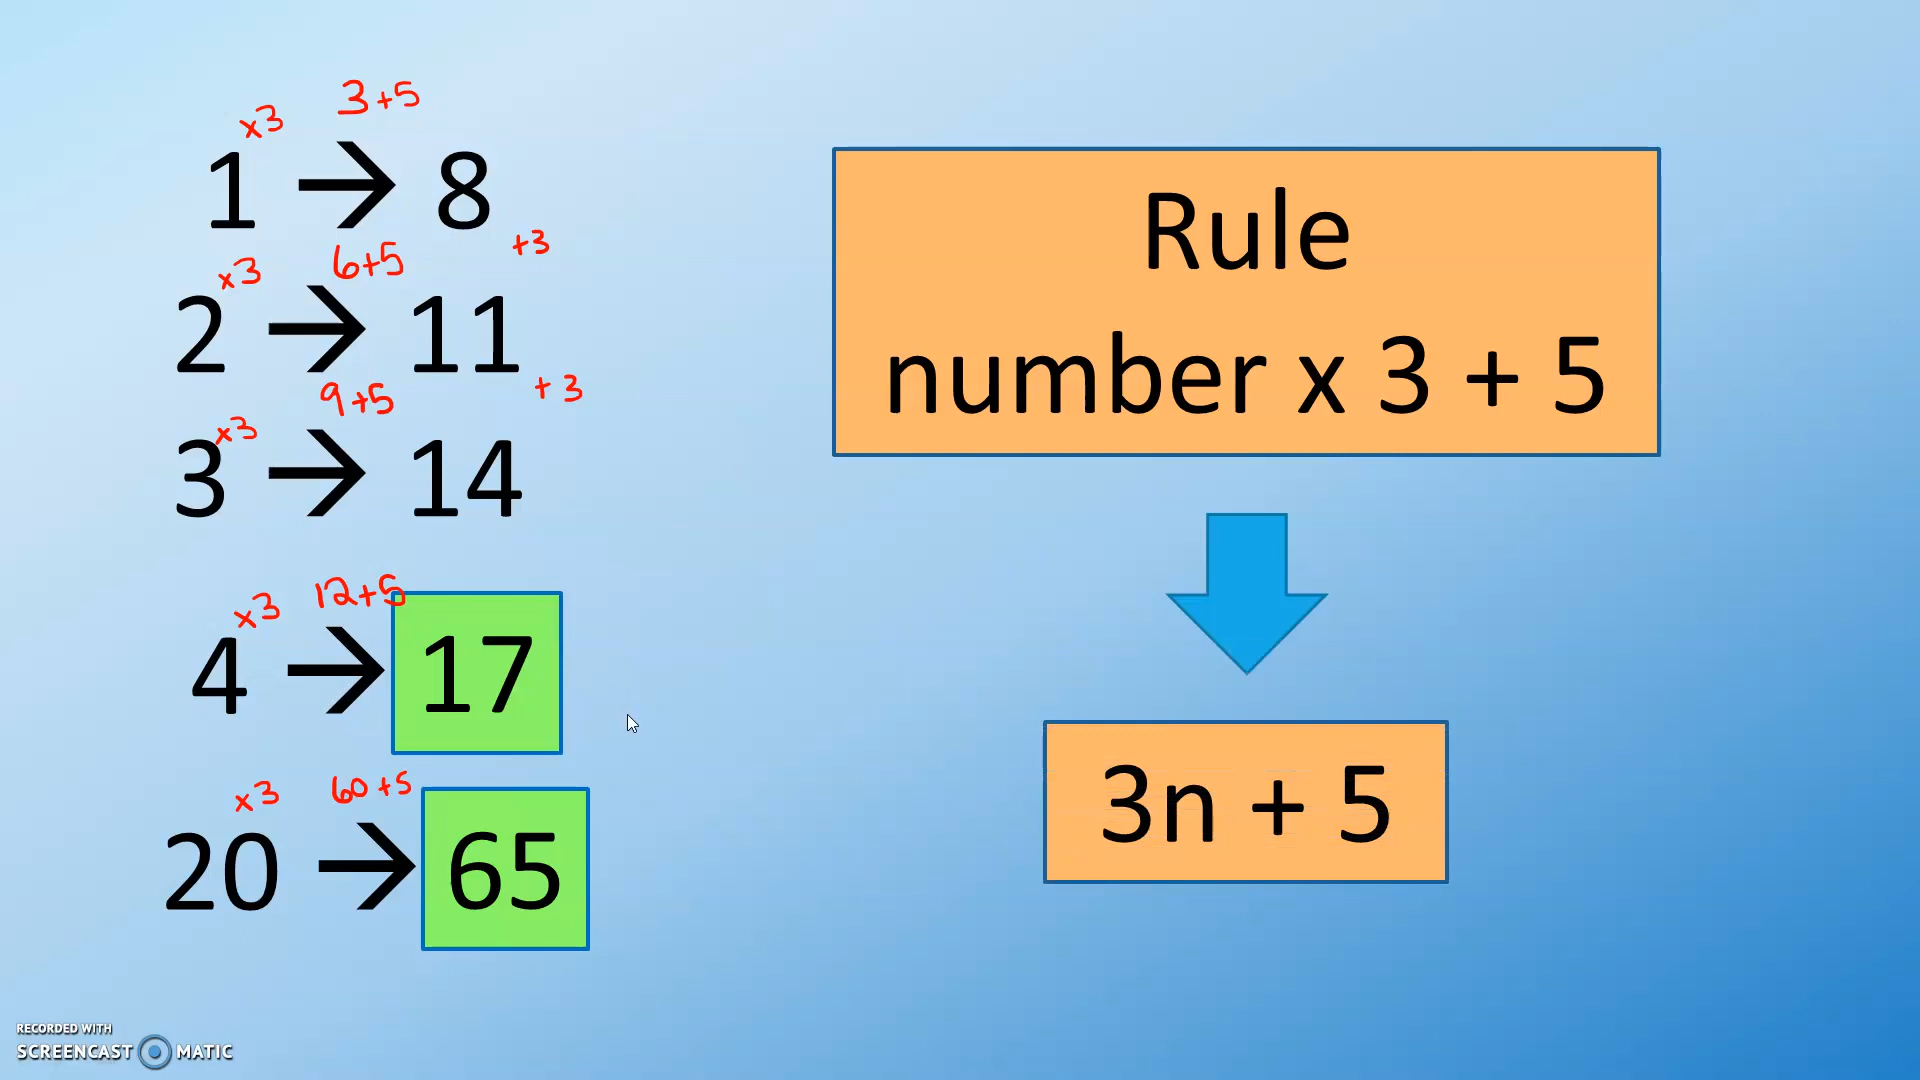 x3 3+5
1 → 8
+3
x3 6+5
2 → 11
+3
x3 9+5
3 → 14
x3 12+5
4 → 17
x3 60+5
20 → 65
Rule
number x 3 + 5
3n + 5
RECORDED WITH
SCREENCAST MATIC